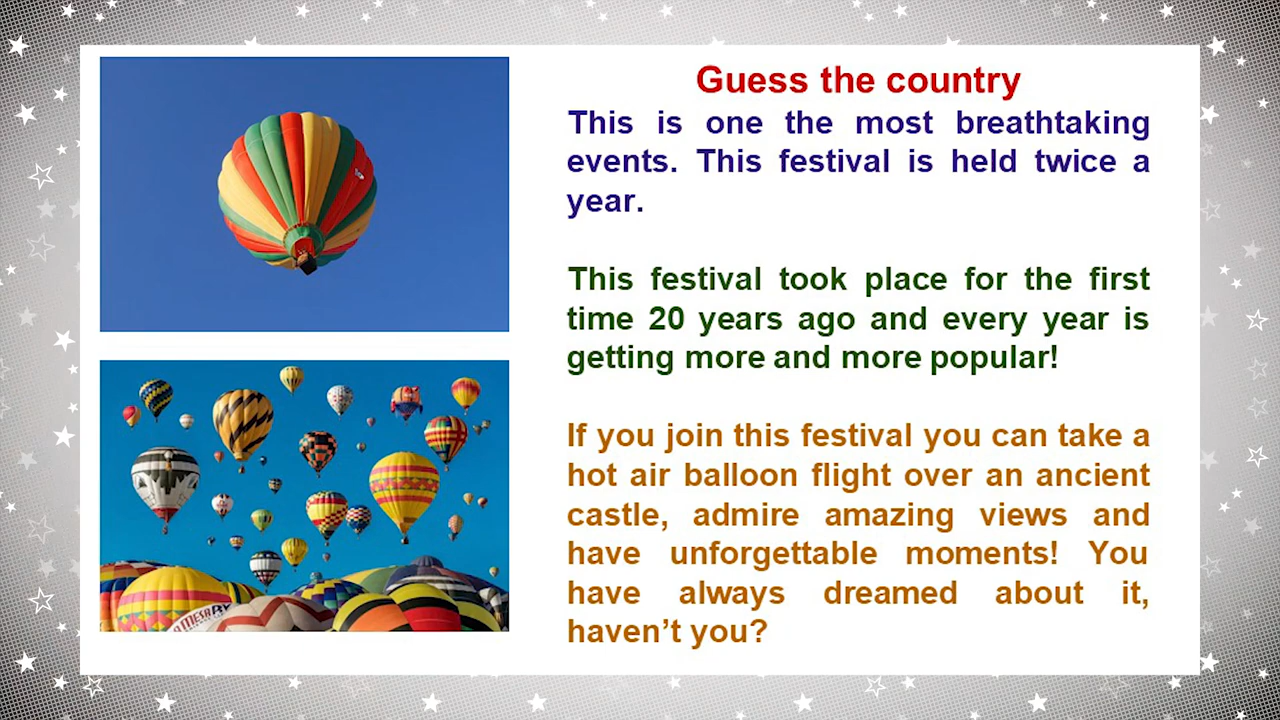 Guess the country
This is one the most breathtaking
events. This festival is held twice a
year.
This festival took place for the first
time 20 years ago and every year is
getting more and more popular!
If you join this festival you can take a
hot air balloon flight over an ancient
castle, admire amazing views and
have unforgettable moments! You
have always dreamed about it,
haven't you?